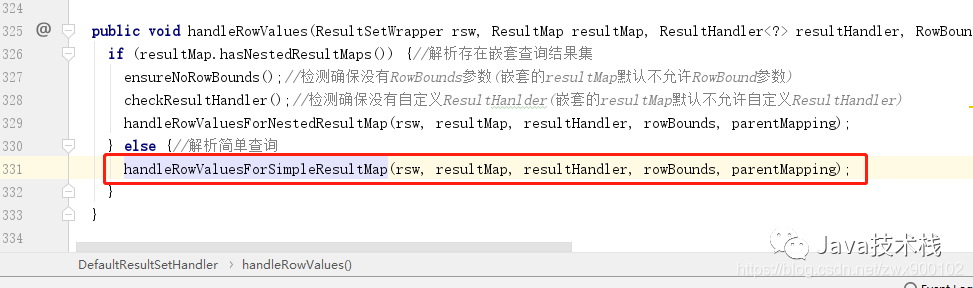 324
325 @ public void handleRowValues(ResultSetWrapper rsw, ResultMap resultMap, ResultHandler<?> resultHandler, RowBoun
326 if (resultMap.hasNestedResultMaps()) {//解析存在嵌套查询结果集
327 ensureNoRowBounds();//检测确保没有RowBounds参数(嵌套的resultMap默认不允许RowBound参数)
328 checkResultHandler();//检测确保没有自定义ResultHanlder(嵌套的resultMap默认不允许自定义ResultHandler)
329 handleRowValuesForNestedResultMap(rsw, resultMap, resultHandler, rowBounds, parentMapping);
330 } else {//解析简单查询
331 handleRowValuesForSimpleResultMap(rsw, resultMap, resultHandler, rowBounds, parentMapping);
332 }
333 }
334
Java技术栈
DefaultResultSetHandler › handleRowValues()
https://blog.csdn.net/zwx900102
Event Log